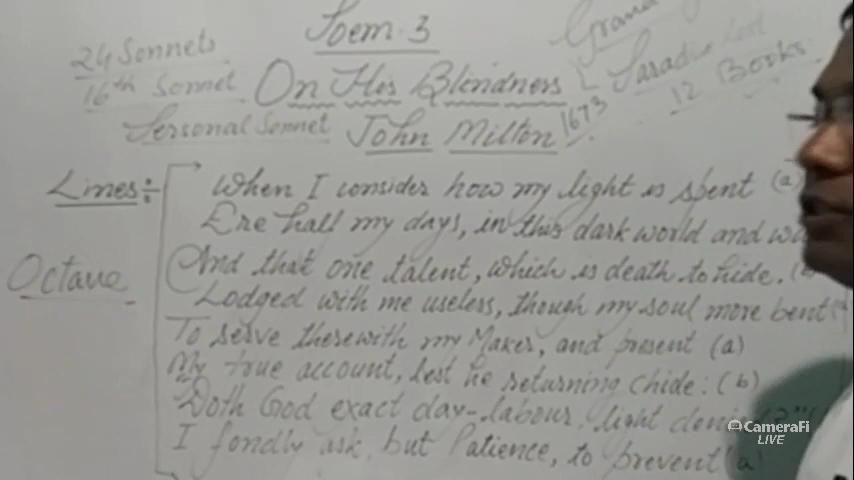 Poem 3
24 Sonnets
16th Sonnet
On His Blindness
Personal Sonnet
John Milton
Grand
Paradise Lost
12 Books
1673
Lines:-
Octave
When I consider how my light is spent (a)
Ere half my days, in this dark world and
And that one talent, which is death to hide.
Lodged with me useless, though my soul more bent
To serve therewith my Maker, and present (a)
My true account, lest he returning chide: (b)
Doth God exact day-labour, light
I fondly ask, but Patience, to prevent (a)
CameraFi
LIVE